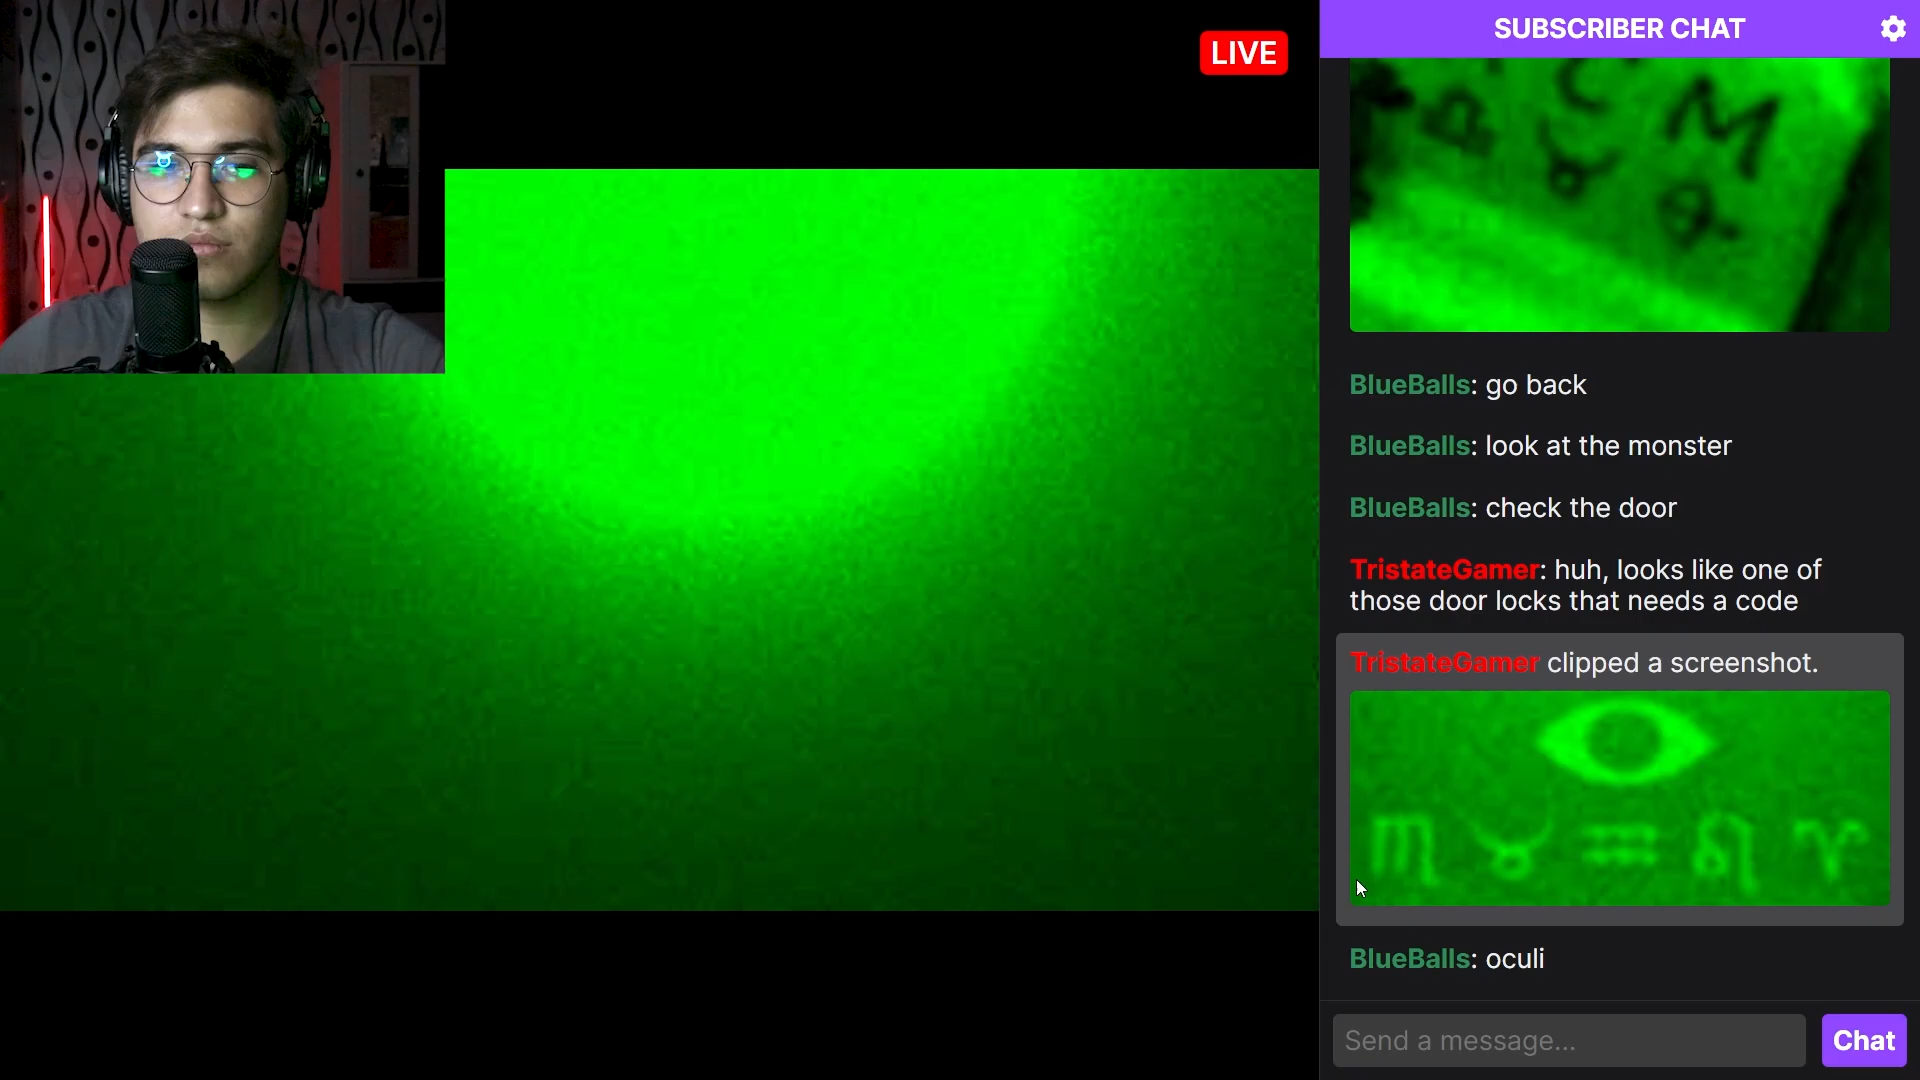 LIVE
SUBSCRIBER CHAT
BlueBalls: go back
BlueBalls: look at the monster
BlueBalls: check the door
TristateGamer: huh, looks like one of
those door locks that needs a code
TristateGamer clipped a screenshot.
♏ ♉ ♒ ♌ ♈
BlueBalls: oculi
Send a message...
Chat